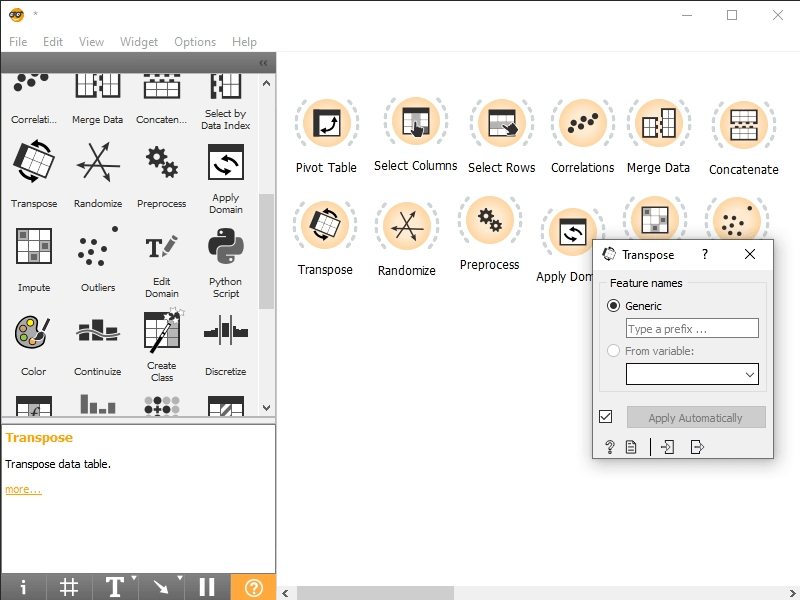 *
File Edit View Widget Options Help
Correlati... Merge Data Concaten... Select by
Data Index
Transpose Randomize Preprocess Apply
Domain
Impute Outliers Edit
Domain Python
Script
Color Continuize Create
Class Discretize
Transpose
Transpose data table.
more...
Pivot Table Select Columns Select Rows Correlations Merge Data Concatenate
Transpose Randomize Preprocess Apply Dom
Transpose ?
Feature names
Generic
Type a prefix ...
From variable:
Apply Automatically
?
i T ?